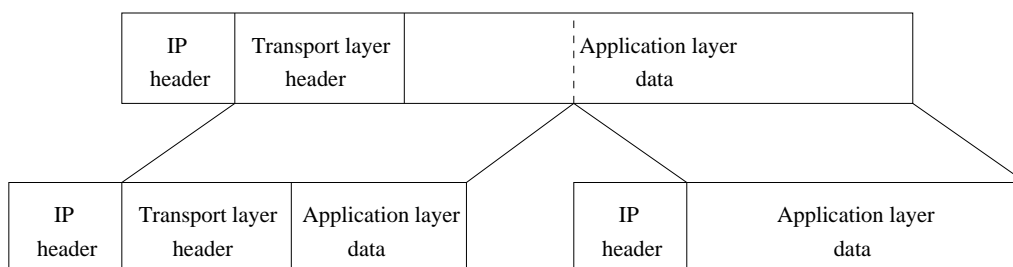 IP
header
Transport layer
header
Application layer
data
IP
header
Transport layer
header
Application layer
data
IP
header
Application layer
data